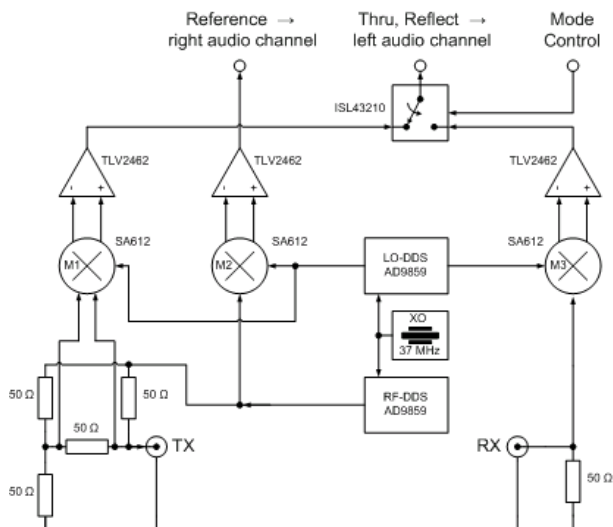 Reference →
right audio channel
Thru, Reflect →
left audio channel
Mode
Control
ISL43210
TLV2462
TLV2462
TLV2462
- +
- +
- +
SA612
SA612
SA612
M1
M2
M3
LO-DDS
AD9859
XO
37 MHz
RF-DDS
AD9859
50 Ω
50 Ω
50 Ω
50 Ω
50 Ω
TX
RX